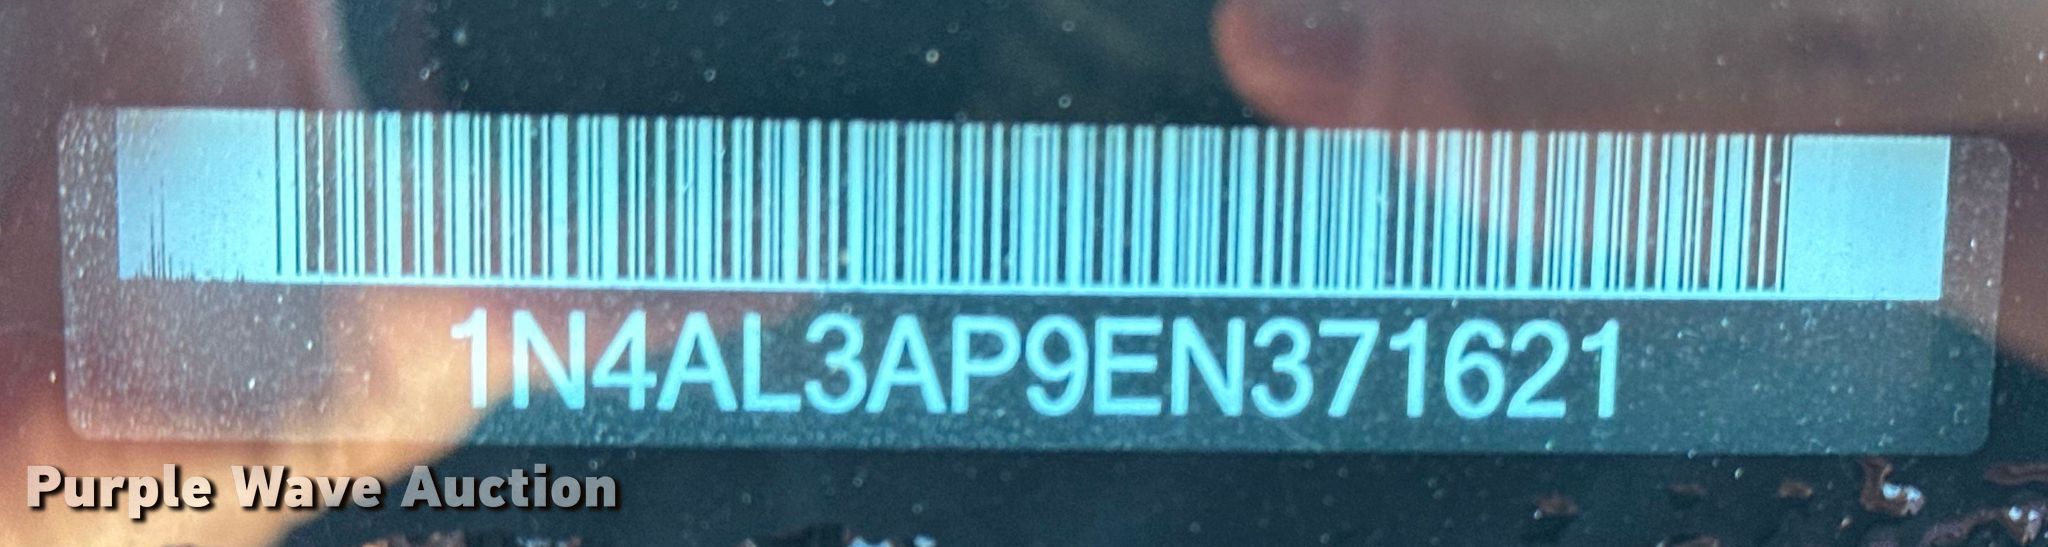 1N4AL3AP9EN371621
Purple Wave Auction